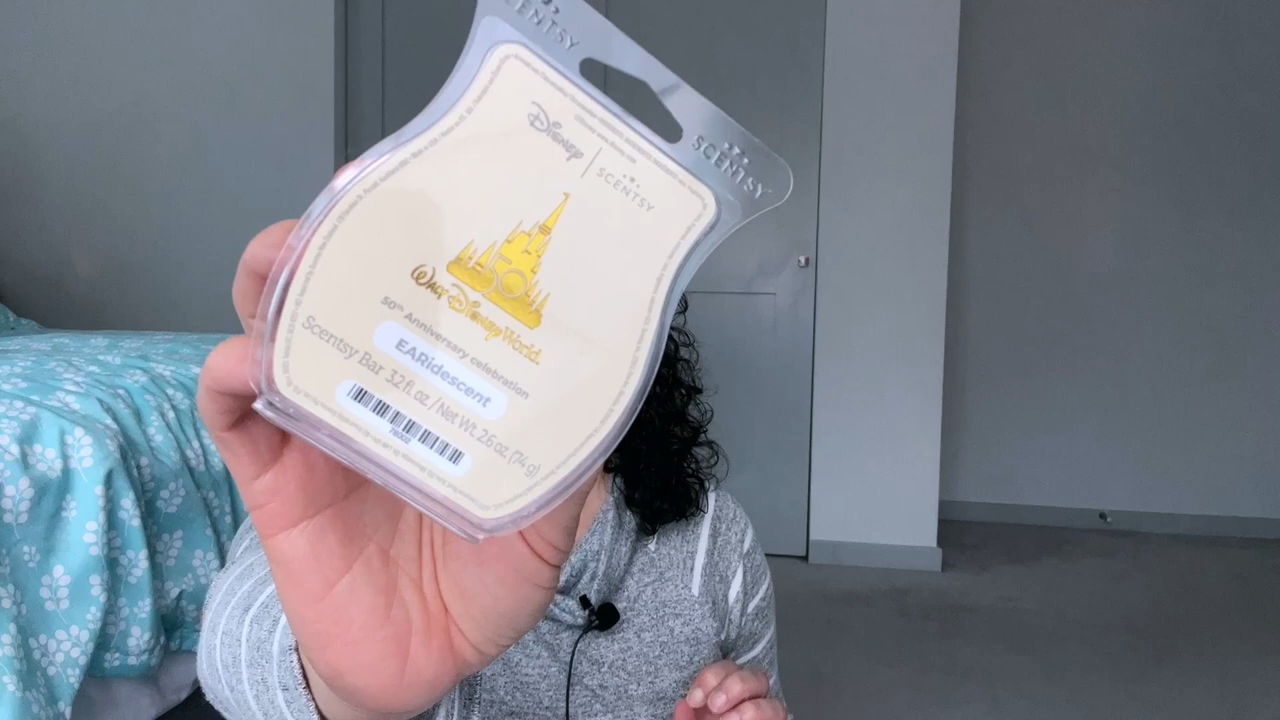 SCENTSY
SCENTSY
Disney | SCENTSY
50
Walt Disney World
50th Anniversary celebration
EARidescent
Scentsy Bar 3.2 fl. oz / Net Wt. 2.6 oz (74 g)
78002